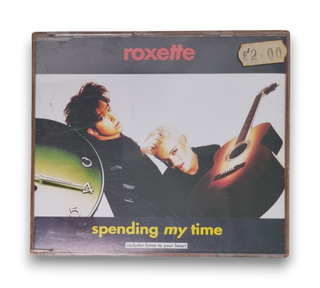 roxette
£2.00
spending my time
includes listen to your heart